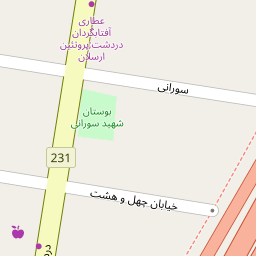 عطاری
آفتابگردان
دردشت;پروتئین
ارسلان
سورانی
بوستان
شهید سورانی
231
خیابان چهل و هشت